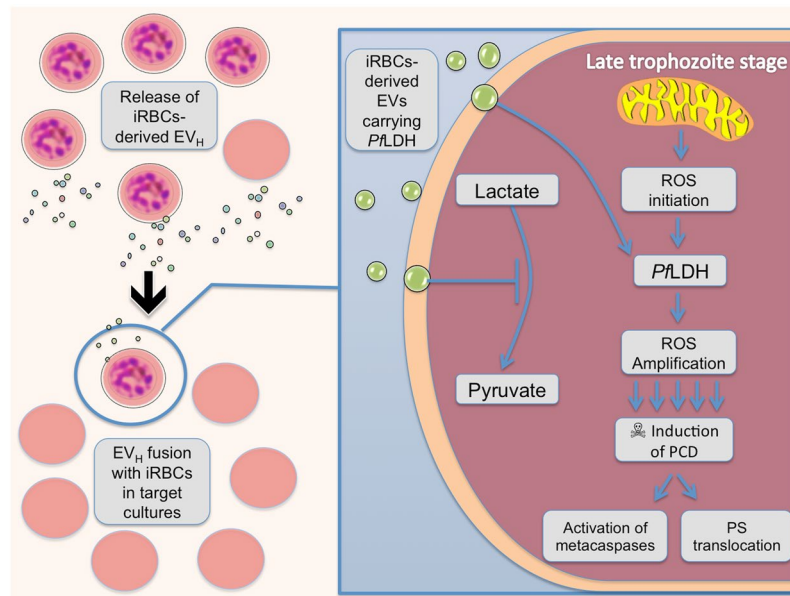 Release of
iRBCs-
derived EVH
EVH fusion
with iRBCs
in target
cultures
iRBCs-
derived
EVs
carrying
PfLDH
Late trophozoite stage
Lactate
Pyruvate
ROS
initiation
PfLDH
ROS
Amplification
☠ Induction
of PCD
Activation of
metacaspases
PS
translocation